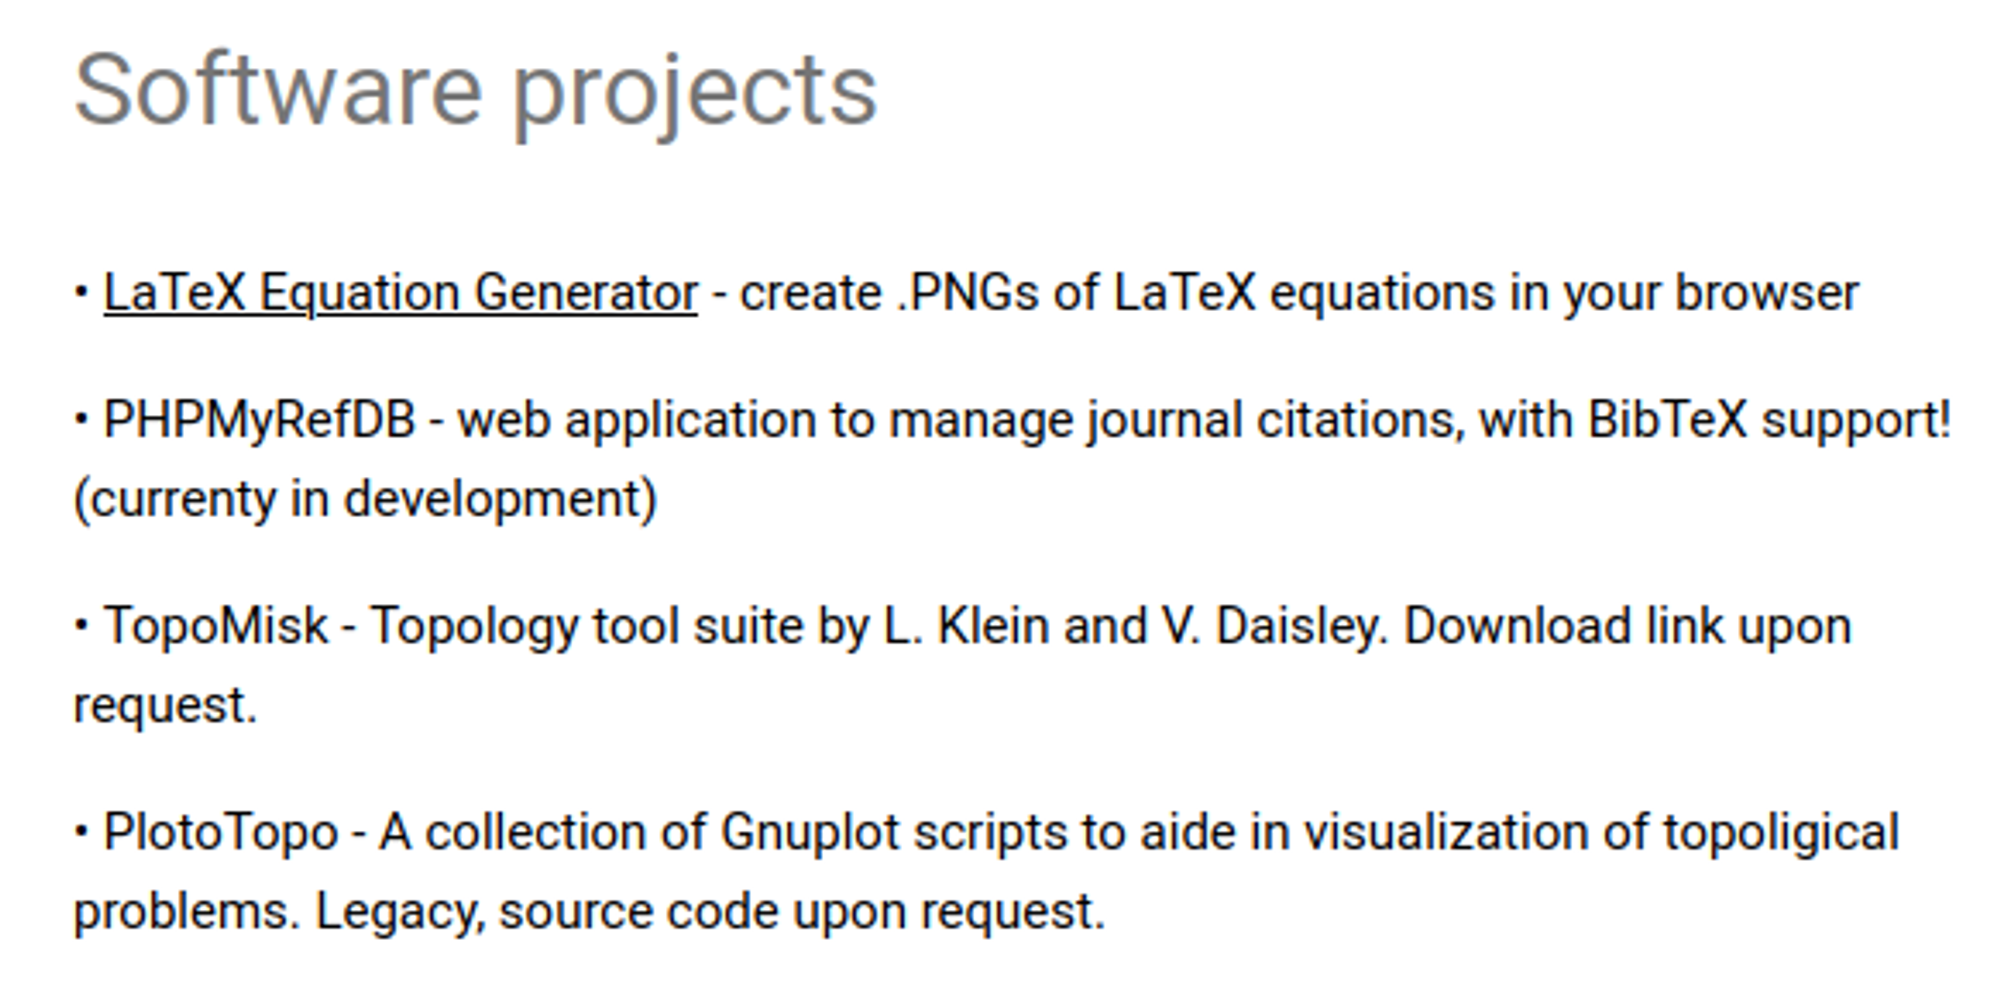 Software projects
• LaTeX Equation Generator - create .PNGs of LaTeX equations in your browser
• PHPMyRefDB - web application to manage journal citations, with BibTeX support!
(currenty in development)
• TopoMisk - Topology tool suite by L. Klein and V. Daisley. Download link upon
request.
• PlotoTopo - A collection of Gnuplot scripts to aide in visualization of topoligical
problems. Legacy, source code upon request.